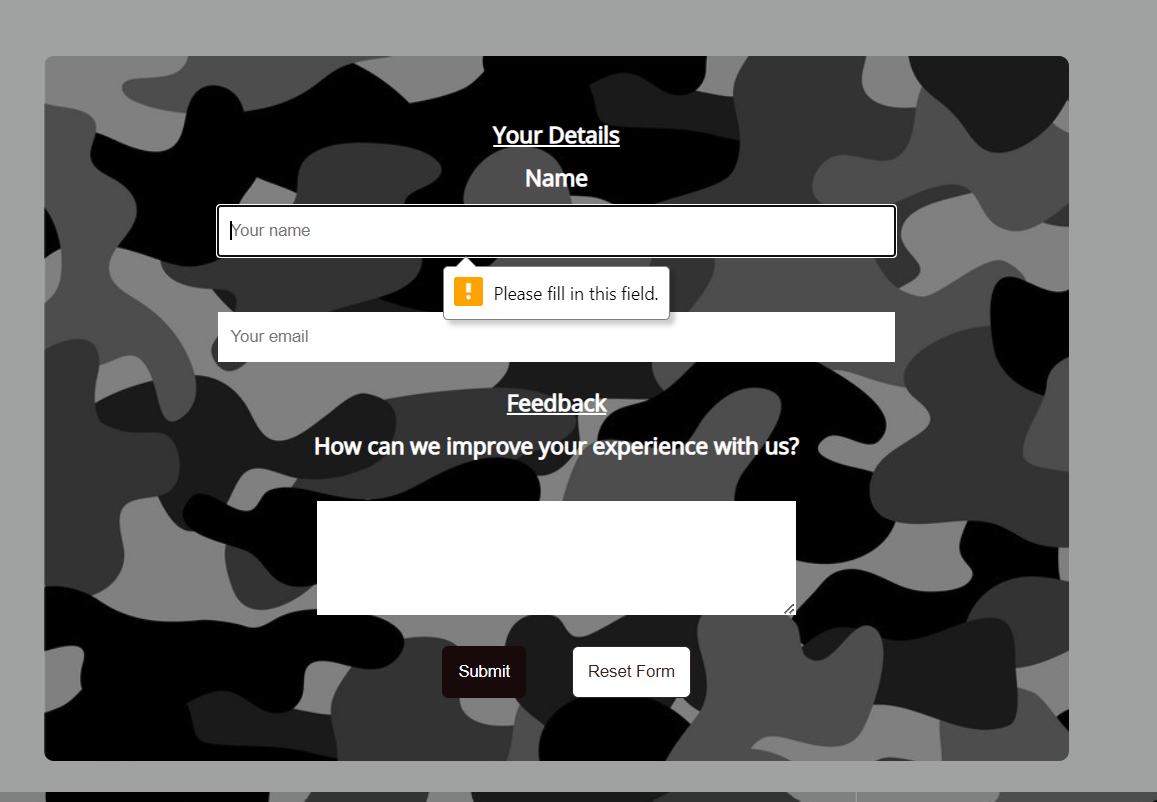 Your Details
Name
Your name
Please fill in this field.
Your email
Feedback
How can we improve your experience with us?
Submit
Reset Form